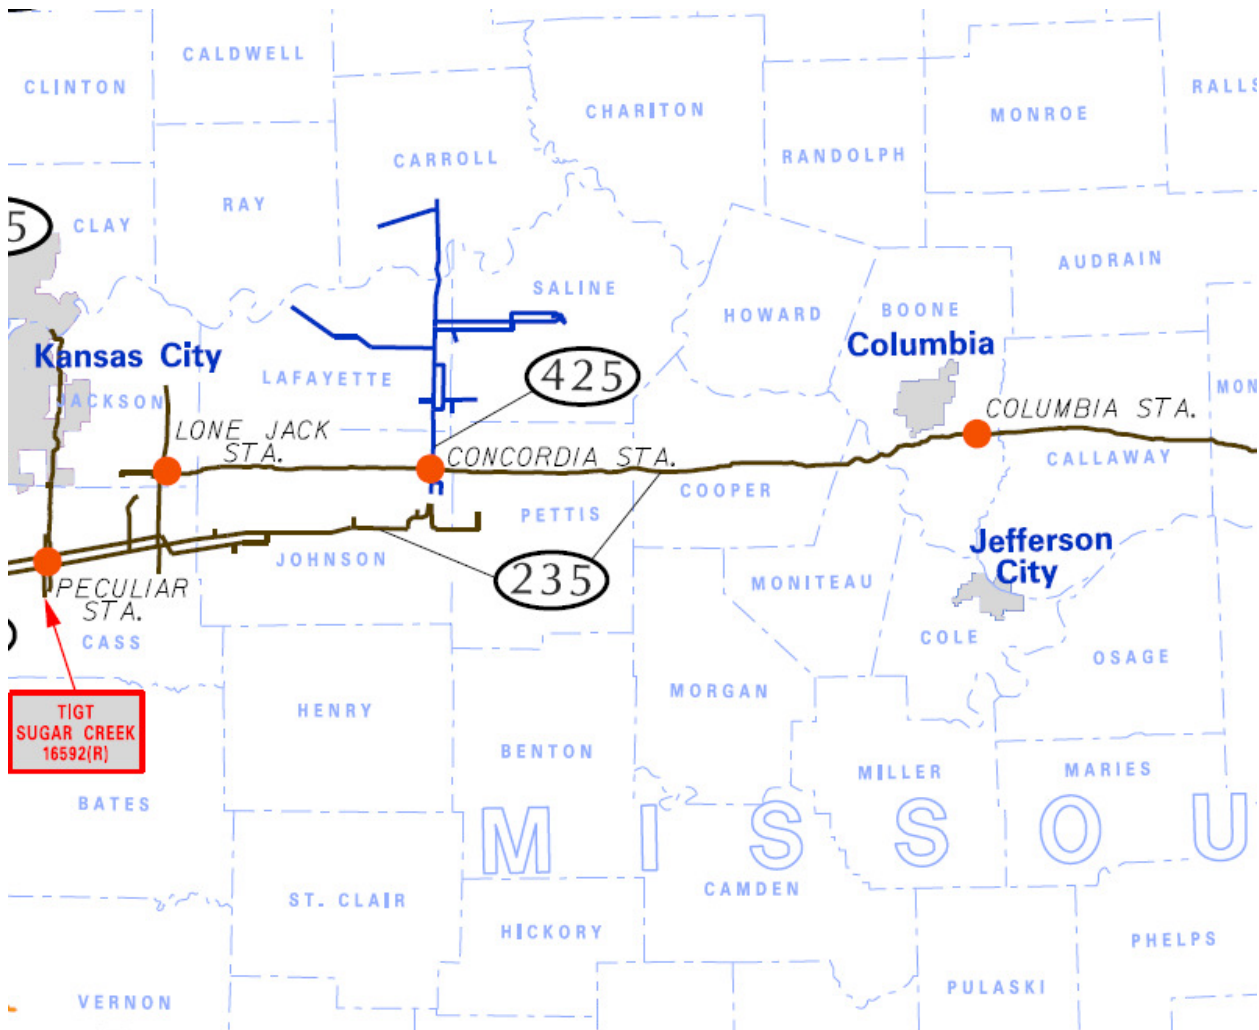 CALDWELL
CLINTON
RALLS
CHARITON
MONROE
RANDOLPH
CARROLL
RAY
CLAY
5
AUDRAIN
SALINE
HOWARD
BOONE
Kansas City
Columbia
LAFAYETTE
425
MON
JACKSON
COLUMBIA STA.
LONE JACK
STA.
CONCORDIA STA.
CALLAWAY
COOPER
PETTIS
Jefferson
City
JOHNSON
235
MONITEAU
PECULIAR
STA.
CASS
COLE
OSAGE
MORGAN
HENRY
TIGT
SUGAR CREEK
16592(R)
BENTON
MILLER
MARIES
BATES
MISSOU
CAMDEN
ST. CLAIR
HICKORY
PHELPS
PULASKI
VERNON